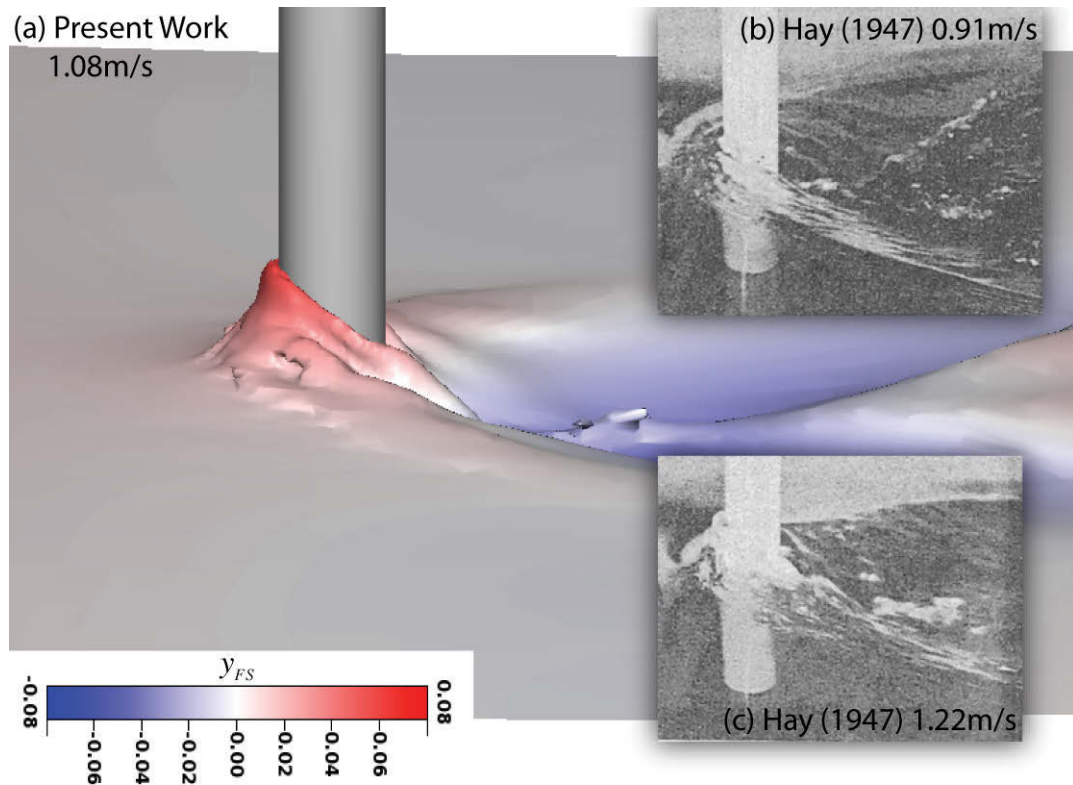 (a) Present Work
1.08m/s
(b) Hay (1947) 0.91m/s
(c) Hay (1947) 1.22m/s
y_FS
-0.08
-0.06
-0.04
-0.02
-0.00
0.02
0.04
0.06
0.08